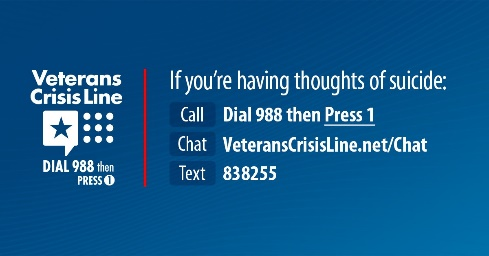 Veterans
Crisis Line
DIAL 988 then
PRESS 1
If you're having thoughts of suicide:
Call Dial 988 then Press 1
Chat VeteransCrisisLine.net/Chat
Text 838255